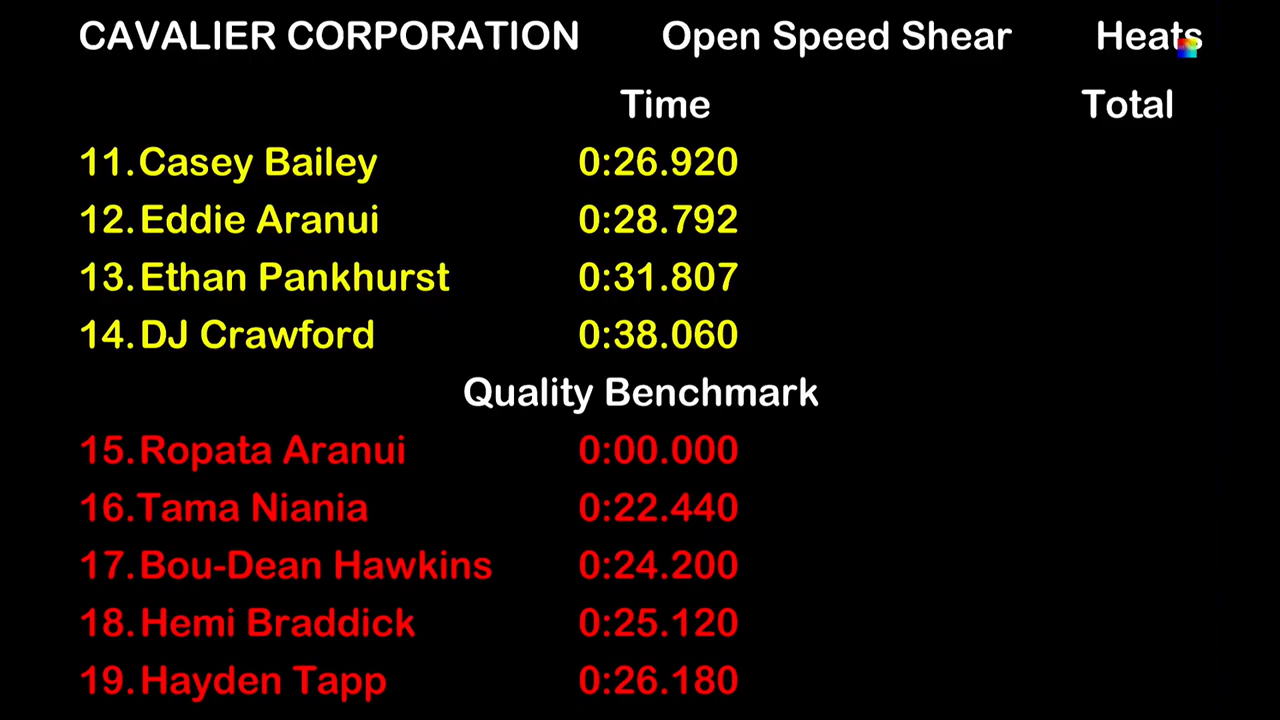 CAVALIER CORPORATION Open Speed Shear Heats
Time Total
11. Casey Bailey 0:26.920
12. Eddie Aranui 0:28.792
13. Ethan Pankhurst 0:31.807
14. DJ Crawford 0:38.060
Quality Benchmark
15. Ropata Aranui 0:00.000
16. Tama Niania 0:22.440
17. Bou-Dean Hawkins 0:24.200
18. Hemi Braddick 0:25.120
19. Hayden Tapp 0:26.180